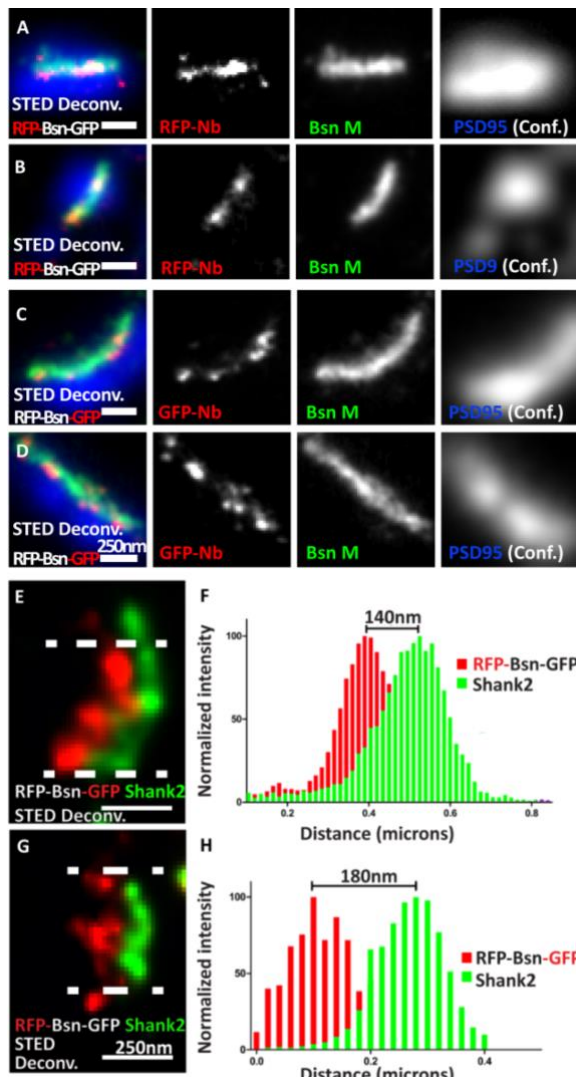 A
STED Deconv.
RFP-Bsn-GFP
RFP-Nb
Bsn M
PSD95 (Conf.)
B
STED Deconv.
RFP-Bsn-GFP
RFP-Nb
Bsn M
PSD9 (Conf.)
C
STED Deconv.
RFP-Bsn-GFP
GFP-Nb
Bsn M
PSD95 (Conf.)
D
STED Deconv.
250nm
RFP-Bsn-GFP
GFP-Nb
Bsn M
PSD95 (Conf.)
E
RFP-Bsn-GFP Shank2
STED Deconv.
F
140nm
RFP-Bsn-GFP
Shank2
Normalized intensity
100
50
0
0.2
0.4
0.6
0.8
Distance (microns)
G
RFP-Bsn-GFP Shank2
STED
Deconv.
250nm
H
180nm
RFP-Bsn-GFP
Shank2
Normalized intensity
100
50
0
0.0
0.2
0.4
Distance (microns)